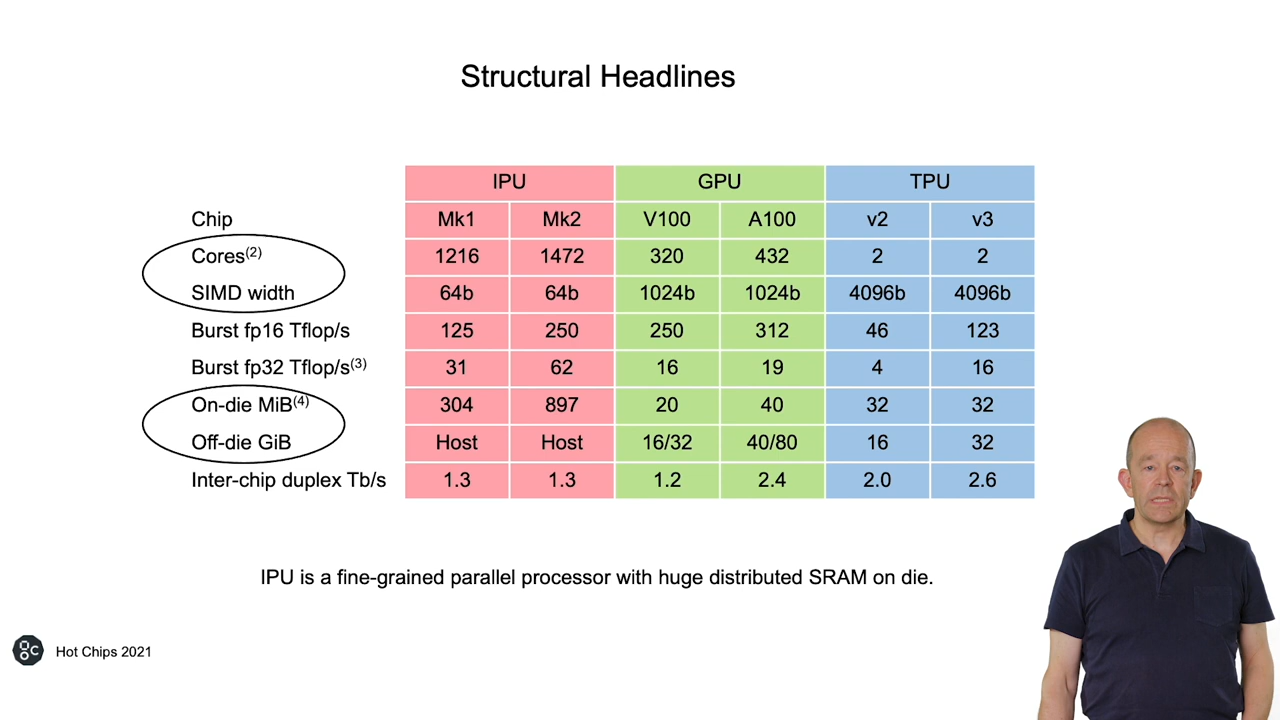 Structural Headlines
IPU GPU TPU
Chip Mk1 Mk2 V100 A100 v2 v3
Cores(2) 1216 1472 320 432 2 2
SIMD width 64b 64b 1024b 1024b 4096b 4096b
Burst fp16 Tflop/s 125 250 250 312 46 123
Burst fp32 Tflop/s(3) 31 62 16 19 4 16
On-die MiB(4) 304 897 20 40 32 32
Off-die GiB Host Host 16/32 40/80 16 32
Inter-chip duplex Tb/s 1.3 1.3 1.2 2.4 2.0 2.6
IPU is a fine-grained parallel processor with huge distributed SRAM on die.
gc Hot Chips 2021